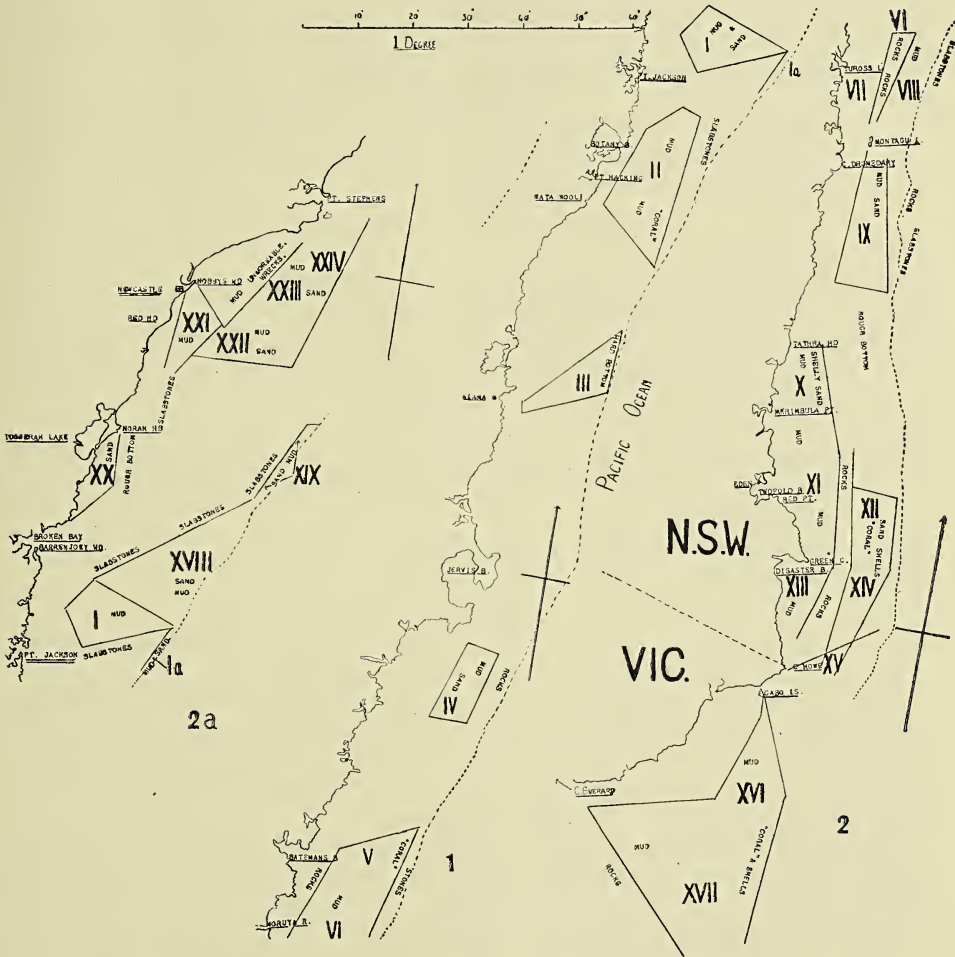 10' 20' 30' 40' 50' 60'
1 DEGREE
PT. STEPHENS
NEWCASTLE
NOBBYS HD
RED HD
MUD
UNWORKABLE.
WRECKS.
MUD
XXIV
XXIII
SAND
XXI
MUD
XXII
MUD
SAND
SLABSTONES
NORAH HD
SAND
XX
ROUGH BOTTOM
BROKEN BAY
BARRENJOEY HD.
SLABSTONES
SLABSTONES
SLABSTONES
SAND MUD
XIX
XVIII
SAND
MUD
I
MUD
PT. JACKSON
SLABSTONES
MUD & SAND
Ia
2a
I
MUD
&
SAND
Ia
PT. JACKSON
BOTANY B.
PT HACKING
WATA MOOLI
MUD
II
MUD
"CORAL"
SLABSTONES
HARD BOTTOM
III
KIAMA
PACIFIC OCEAN
JERVIS B.
MUD
SAND
IV
ROCKS
BATEMANS B.
V
"CORAL" STONES
ROCKS
MUD
VI
MORUYA R.
1
VI
ROCKS
MUD
SLABSTONES
TUROSS L.
VII
ROCKS
VIII
MONTAGU I.
C. DROMEDARY
MUD SAND
IX
ROCKS
SLABSTONES
ROUGH BOTTOM
TATHRA HD
MUD
SHELLY SAND
X
MERIMBULA PT.
MUD
EDEN
TWOFOLD B.
RED PT.
XI
MUD
ROCKS
XII
SAND SHELLS
"CORAL"
N.S.W.
GREEN C.
DISASTER B.
XIII
MUD
ROCKS
XIV
VIC.
C HOWE
XV
GABO IS.
C. EVERARD
MUD
XVI
"CORAL" & SHELLS
MUD
XVII
ROCKS
2